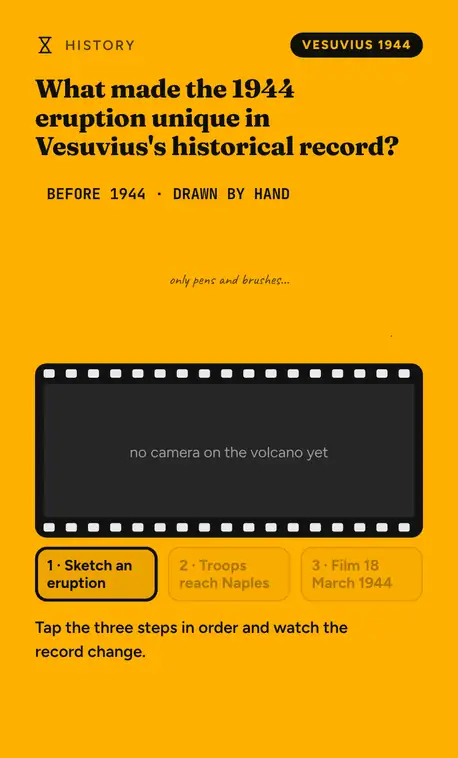 HISTORY
VESUVIUS 1944
What made the 1944
eruption unique in
Vesuvius's historical record?
BEFORE 1944 · DRAWN BY HAND
only pens and brushes...
no camera on the volcano yet
1 · Sketch an
eruption
2 · Troops
reach Naples
3 · Film 18
March 1944
Tap the three steps in order and watch the
record change.